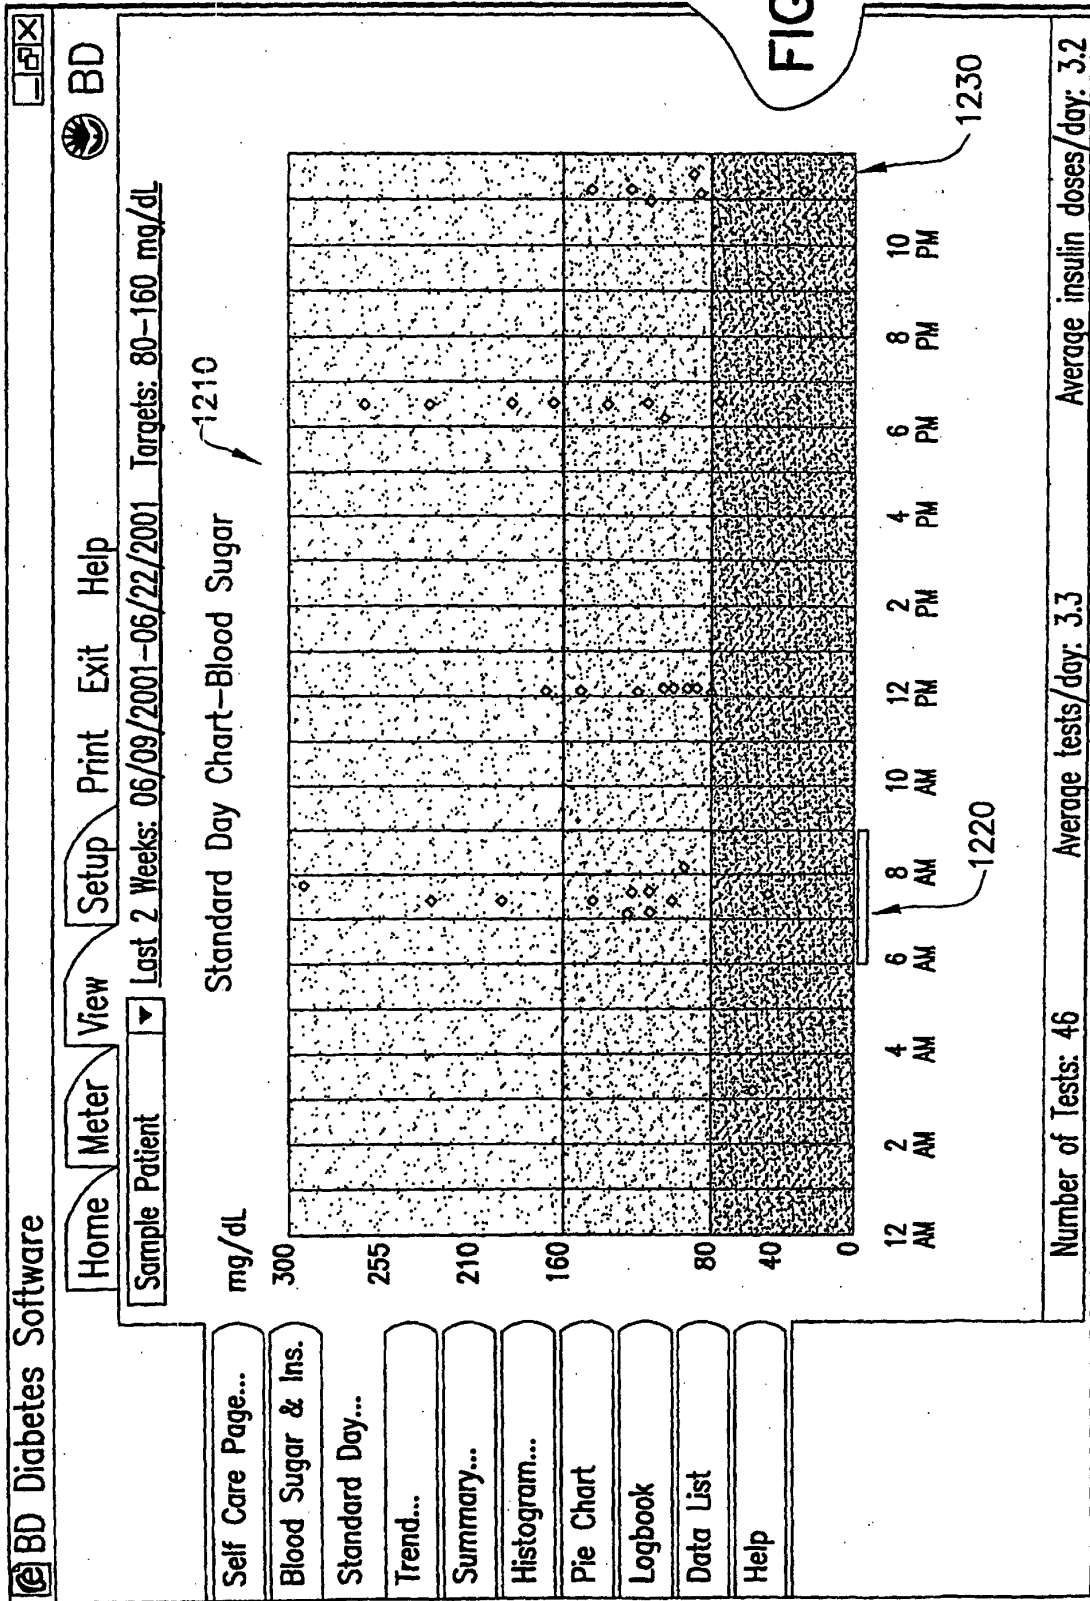 BD Diabetes Software
BD
Home Meter View Setup Print Exit Help
Sample Patient Last 2 Weeks: 06/09/2001-06/22/2001 Targets: 80-160 mg/dL
Self Care Page...
Blood Sugar & Ins.
Standard Day...
Trend...
Summary...
Histogram...
Pie Chart
Logbook
Data List
Help
Standard Day Chart-Blood Sugar
1210
mg/dL
300
255
210
160
80
40
0
12 AM 2 AM 4 AM 6 AM 8 AM 10 AM 12 PM 2 PM 4 PM 6 PM 8 PM 10 PM
1220
1230
Number of Tests: 46 Average tests/day: 3.3 Average insulin doses/day: 3.2
FIG